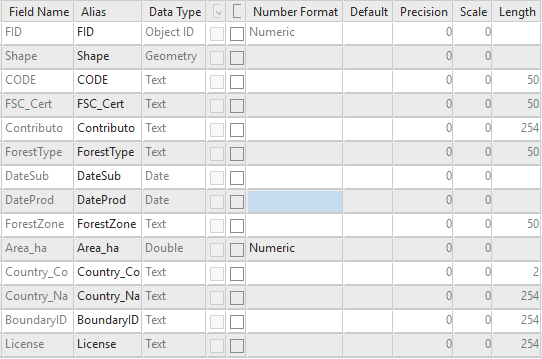 Field Name Alias Data Type Number Format Default Precision Scale Length
FID FID Object ID Numeric 0 0
Shape Shape Geometry 0 0
CODE CODE Text 0 0 50
FSC_Cert FSC_Cert Text 0 0 50
Contributo Contributo Text 0 0 254
ForestType ForestType Text 0 0 50
DateSub DateSub Date 0 0
DateProd DateProd Date 0 0
ForestZone ForestZone Text 0 0 50
Area_ha Area_ha Double Numeric 0 0
Country_Co Country_Co Text 0 0 2
Country_Na Country_Na Text 0 0 254
BoundaryID BoundaryID Text 0 0 254
License License Text 0 0 254